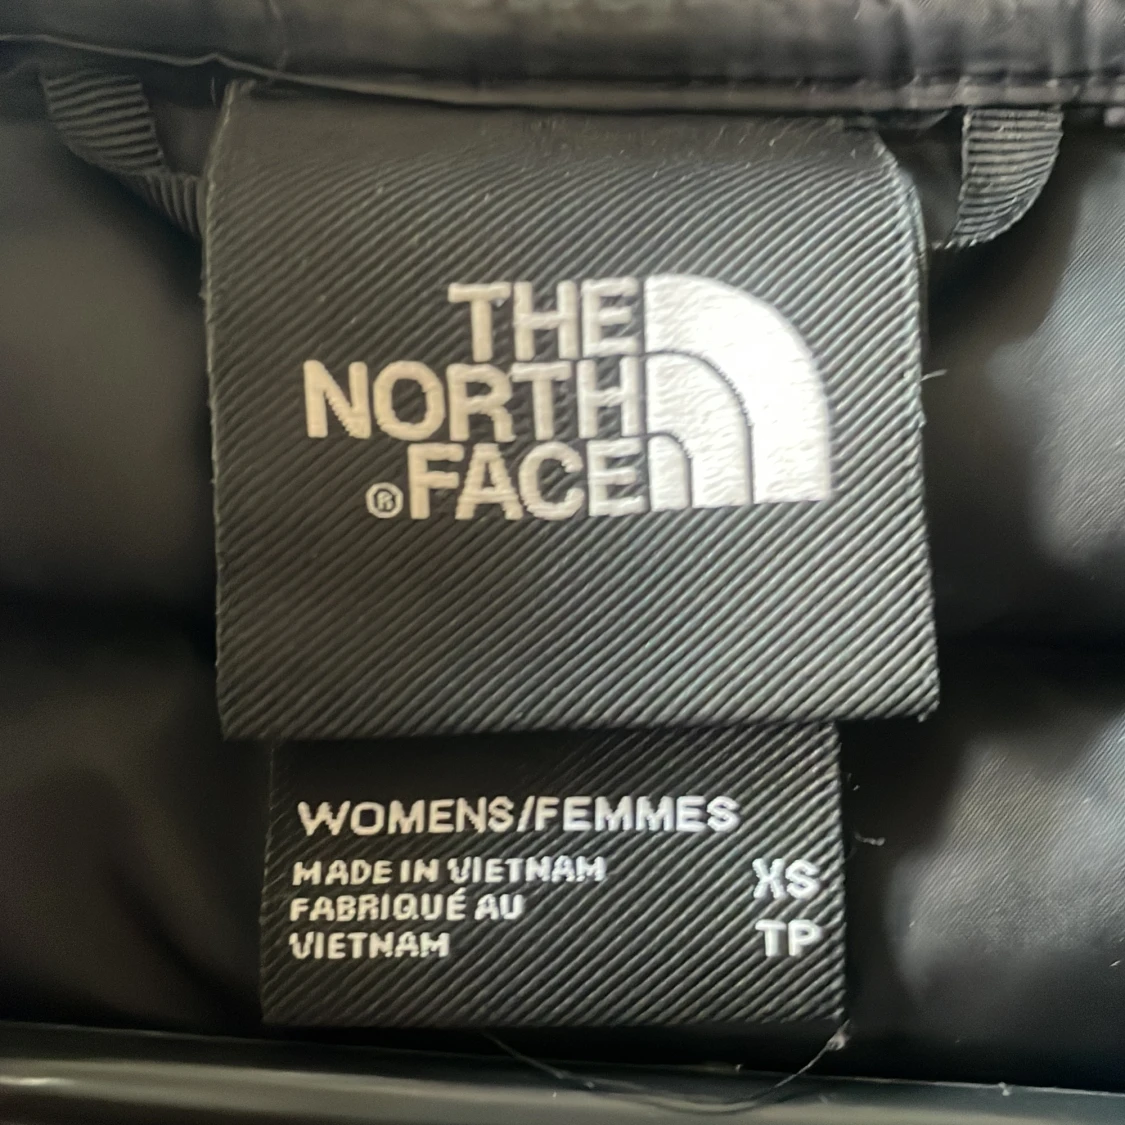 THE
NORTH
®FACE
WOMENS/FEMMES
MADE IN VIETNAM XS
FABRIQUÉ AU
VIETNAM TP